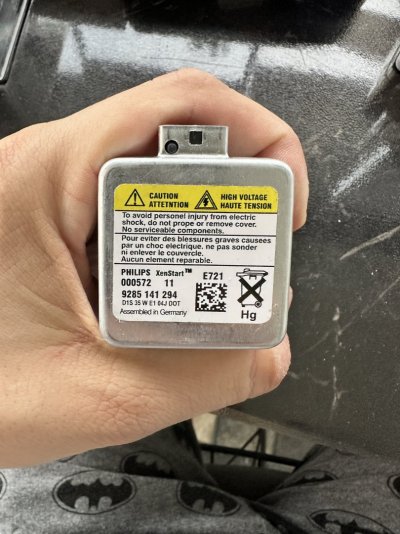 CAUTION
ATTETNTION
HIGH VOLTAGE
HAUTE TENSION
To avoid personel injury from electric
shock, do not prope or remove cover.
No serviceable components.
Pour eviter des blessures graves causees
par un choc electrique. ne pas sonder
ni enlever le couvercle.
Aucun element reparable.
PHILIPS XenStart™ E721
000572 11
9285 141 294
D1S 35 W E1 04J DOT
Assembled in Germany
Hg